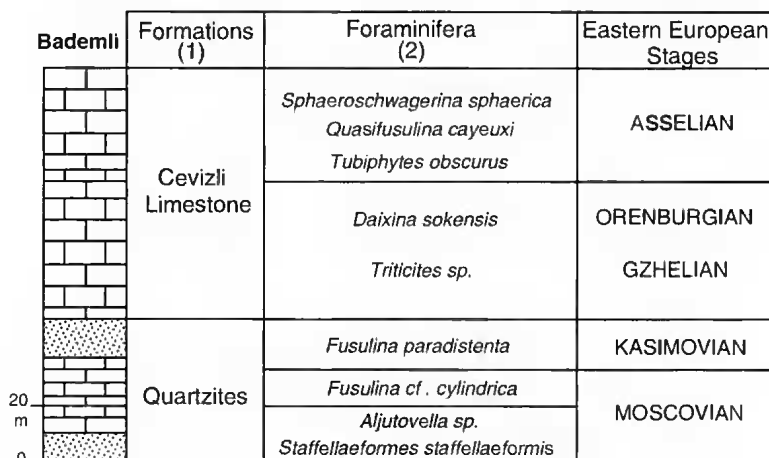 Bademli
Formations
(1)
Foraminifera
(2)
Eastern European
Stages
Cevizli
Limestone
Sphaeroschwagerina sphaerica
Quasifusulina cayeuxi
Tubiphytes obscurus
ASSELIAN
Daixina sokensis
ORENBURGIAN
Triticites sp.
GZHELIAN
Quartzites
Fusulina paradistenta
KASIMOVIAN
Fusulina cf. cylindrica
MOSCOVIAN
Aljutovella sp.
Staffellaeformes staffellaeformis
20
m